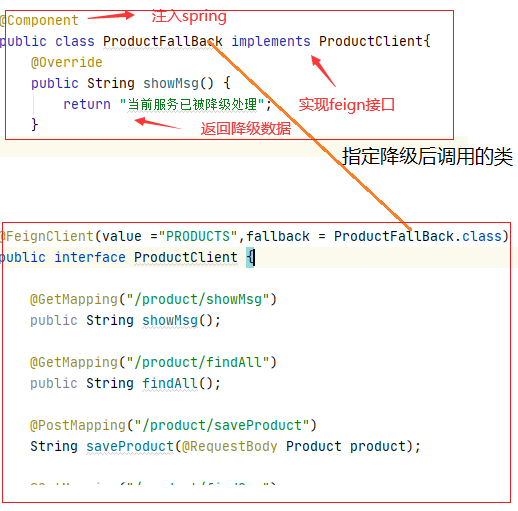 @Component 注入spring
public class ProductFallBack implements ProductClient{
@Override
public String showMsg() {
return "当前服务已被降级处理"; 实现feign接口
} 返回降级数据
指定降级后调用的类
@FeignClient(value ="PRODUCTS",fallback = ProductFallBack.class)
public interface ProductClient {
@GetMapping("/product/showMsg")
public String showMsg();
@GetMapping("/product/findAll")
public String findAll();
@PostMapping("/product/saveProduct")
String saveProduct(@RequestBody Product product);